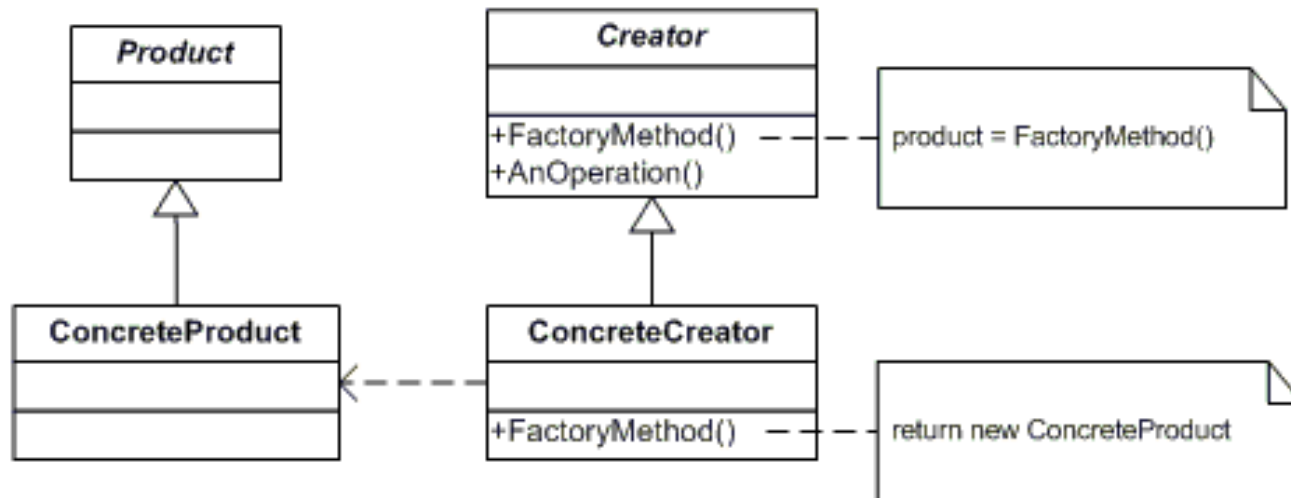 Product
Creator
+FactoryMethod()
+AnOperation()
product = FactoryMethod()
ConcreteProduct
ConcreteCreator
+FactoryMethod()
return new ConcreteProduct